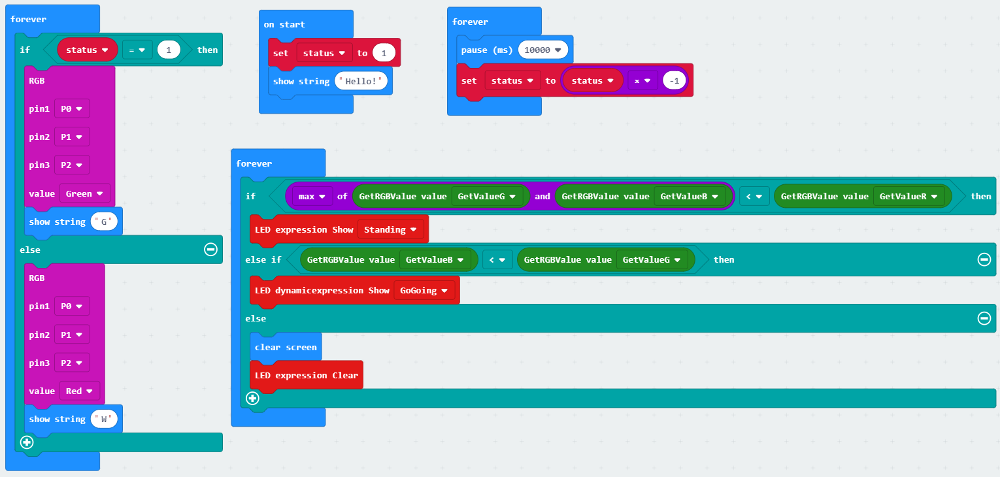 forever
if status = 1 then
RGB
pin1 P0
pin2 P1
pin3 P2
value Green
show string "G"
else
RGB
pin1 P0
pin2 P1
pin3 P2
value Red
show string "W"
on start
set status to 1
show string "Hello!"
forever
pause (ms) 10000
set status to status × -1
forever
if max of GetRGBValue value GetValueG and GetRGBValue value GetValueB < GetRGBValue value GetValueR then
LED expression Show Standing
else if GetRGBValue value GetValueB < GetRGBValue value GetValueG then
LED dynamicexpression Show GoGoing
else
clear screen
LED expression Clear